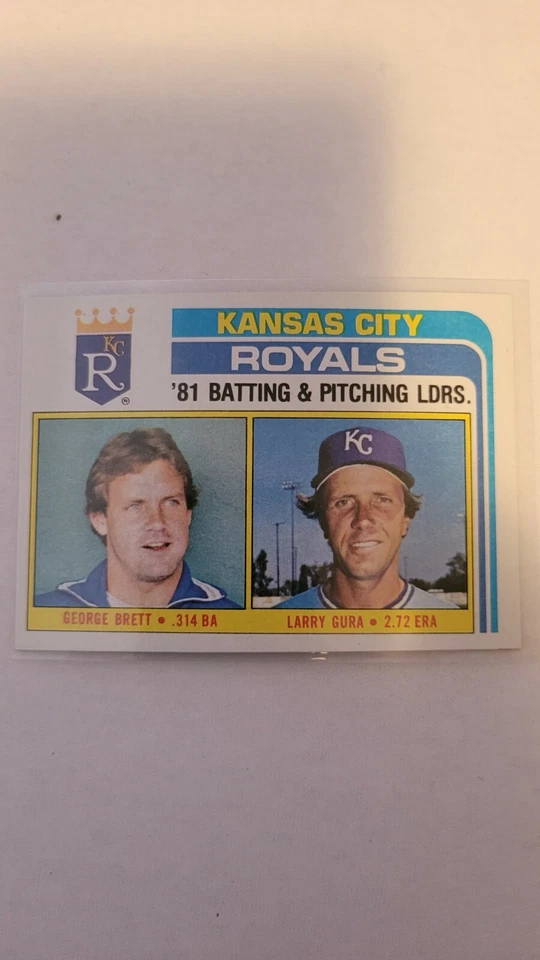 KC
R
®
KANSAS CITY
ROYALS
'81 BATTING & PITCHING LDRS.
KC
GEORGE BRETT • .314 BA
LARRY GURA • 2.72 ERA